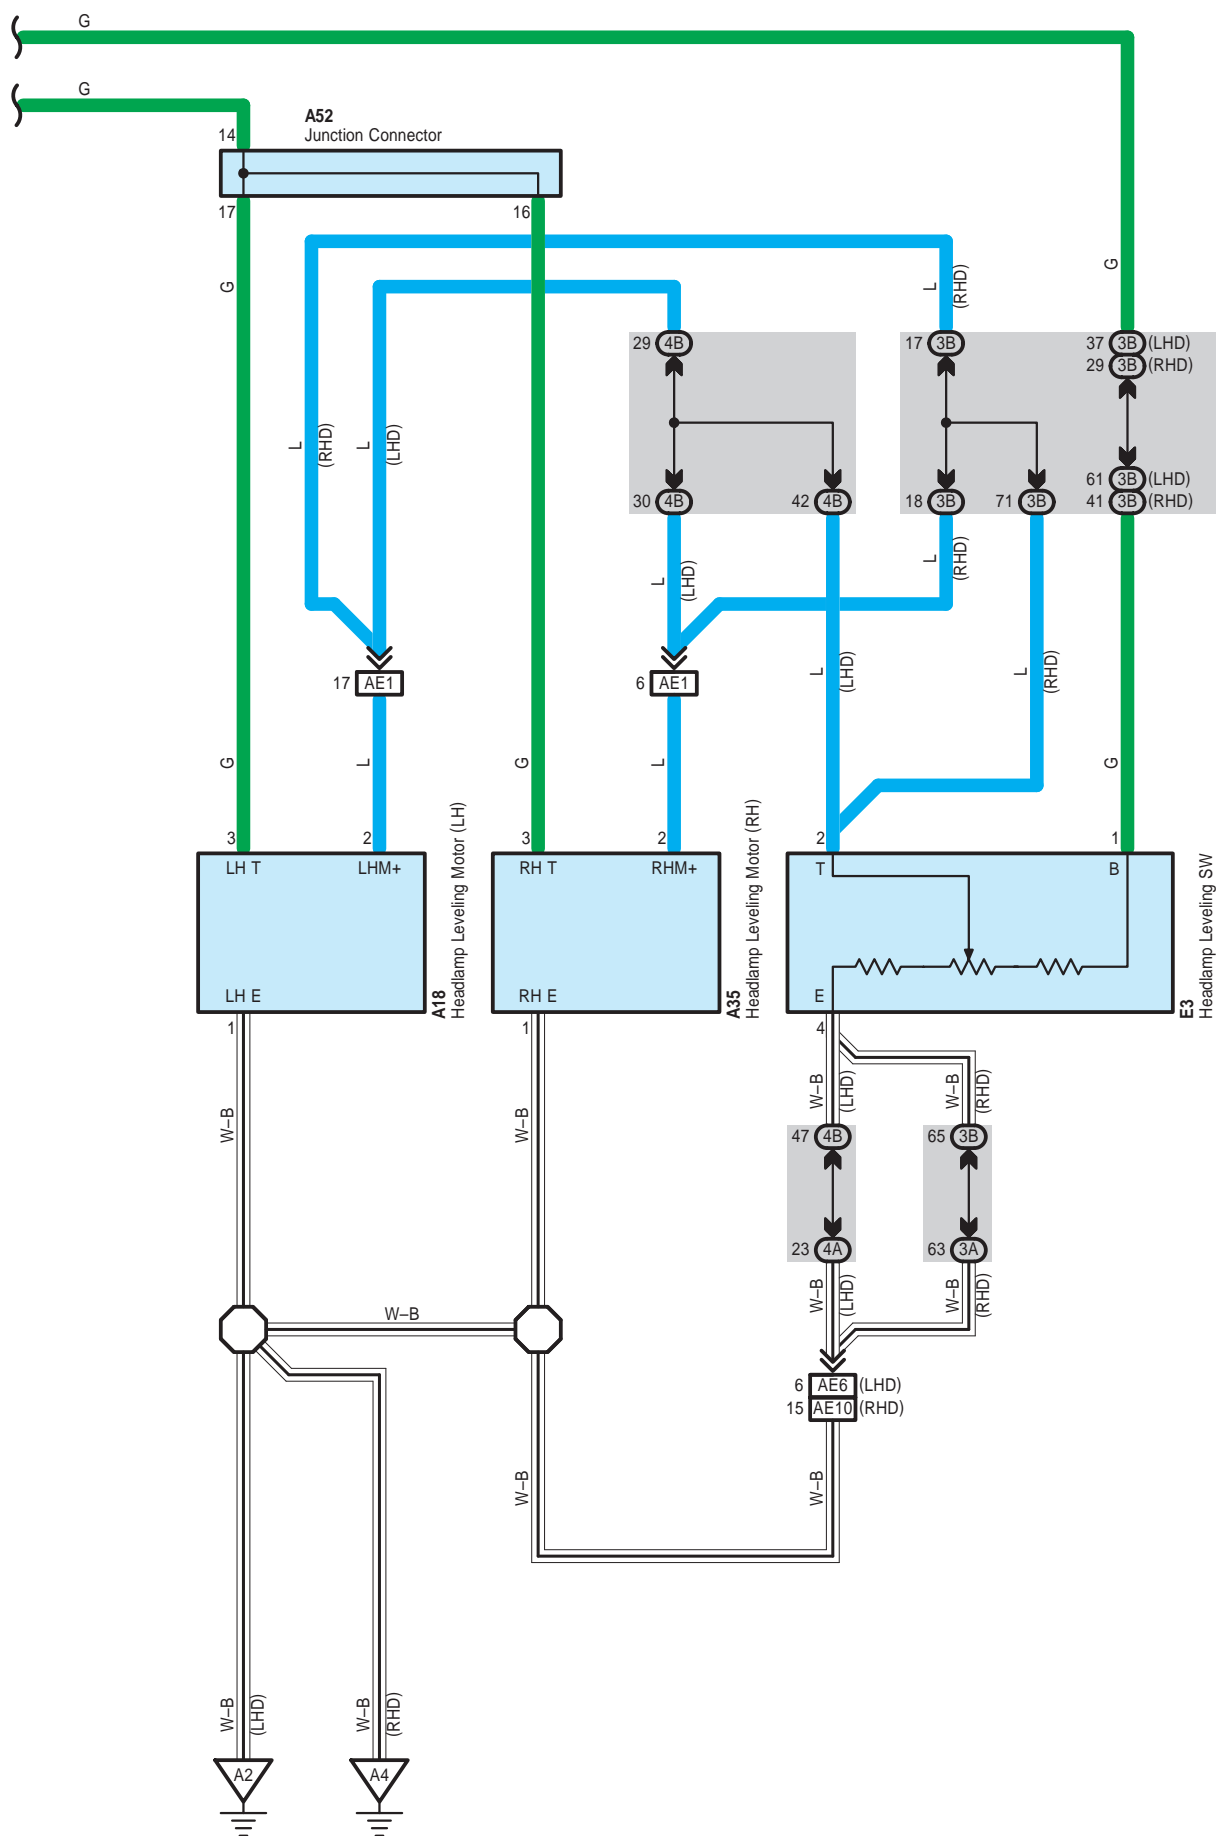 G
G
A52
Junction Connector
14
17
16
G
L
(RHD)
G
29 4B
17 3B
37 3B (LHD)
29 3B (RHD)
L
(RHD)
L
(LHD)
30 4B
42 4B
18 3B
71 3B
61 3B (LHD)
41 3B (RHD)
L
(LHD)
L
(RHD)
L
(LHD)
L
(RHD)
17 AE1
6 AE1
G
L
G
L
G
3
2
3
2
2
1
LH T
LHM+
RH T
RHM+
T
B
LH E
RH E
E
A18
Headlamp Leveling Motor (LH)
A35
Headlamp Leveling Motor (RH)
E3
Headlamp Leveling SW
1
1
4
W–B
W–B
W–B
(LHD)
W–B
(RHD)
47 4B
65 3B
23 4A
63 3A
W–B
(LHD)
W–B
(RHD)
W–B
6 AE6 (LHD)
15 AE10 (RHD)
W–B
W–B
W–B
(LHD)
W–B
(RHD)
A2
A4